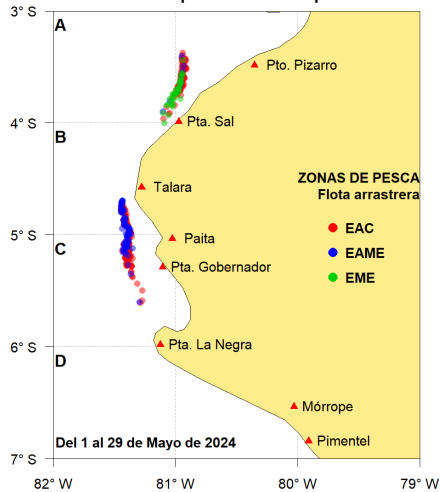 3° S
A
Pto. Pizarro
4° S
Pta. Sal
B
ZONAS DE PESCA
Talara
Flota arrastrera
EAC
5° S
Paita
EAME
C
Pta. Gobernador
EME
6° S
Pta. La Negra
D
Mórrope
Del 1 al 29 de Mayo de 2024
Pimentel
7° S
82° W
81° W
80° W
79° W